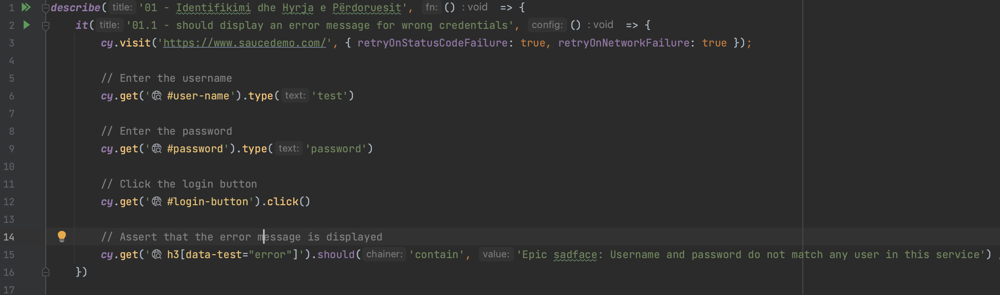 1 describe( title: '01 - Identifikimi dhe Hyrja e Përdoruesit', fn: () : void => {
2 it( title: '01.1 - should display an error message for wrong credentials', config: () : void => {
3 cy.visit('https://www.saucedemo.com/', { retryOnStatusCodeFailure: true, retryOnNetworkFailure: true });
4
5 // Enter the username
6 cy.get('#user-name').type( text: 'test')
7
8 // Enter the password
9 cy.get('#password').type( text: 'password')
10
11 // Click the login button
12 cy.get('#login-button').click()
13
14 // Assert that the error message is displayed
15 cy.get('h3[data-test="error"]').should( chainer: 'contain', value: 'Epic sadface: Username and password do not match any user in this service')
16 })
17